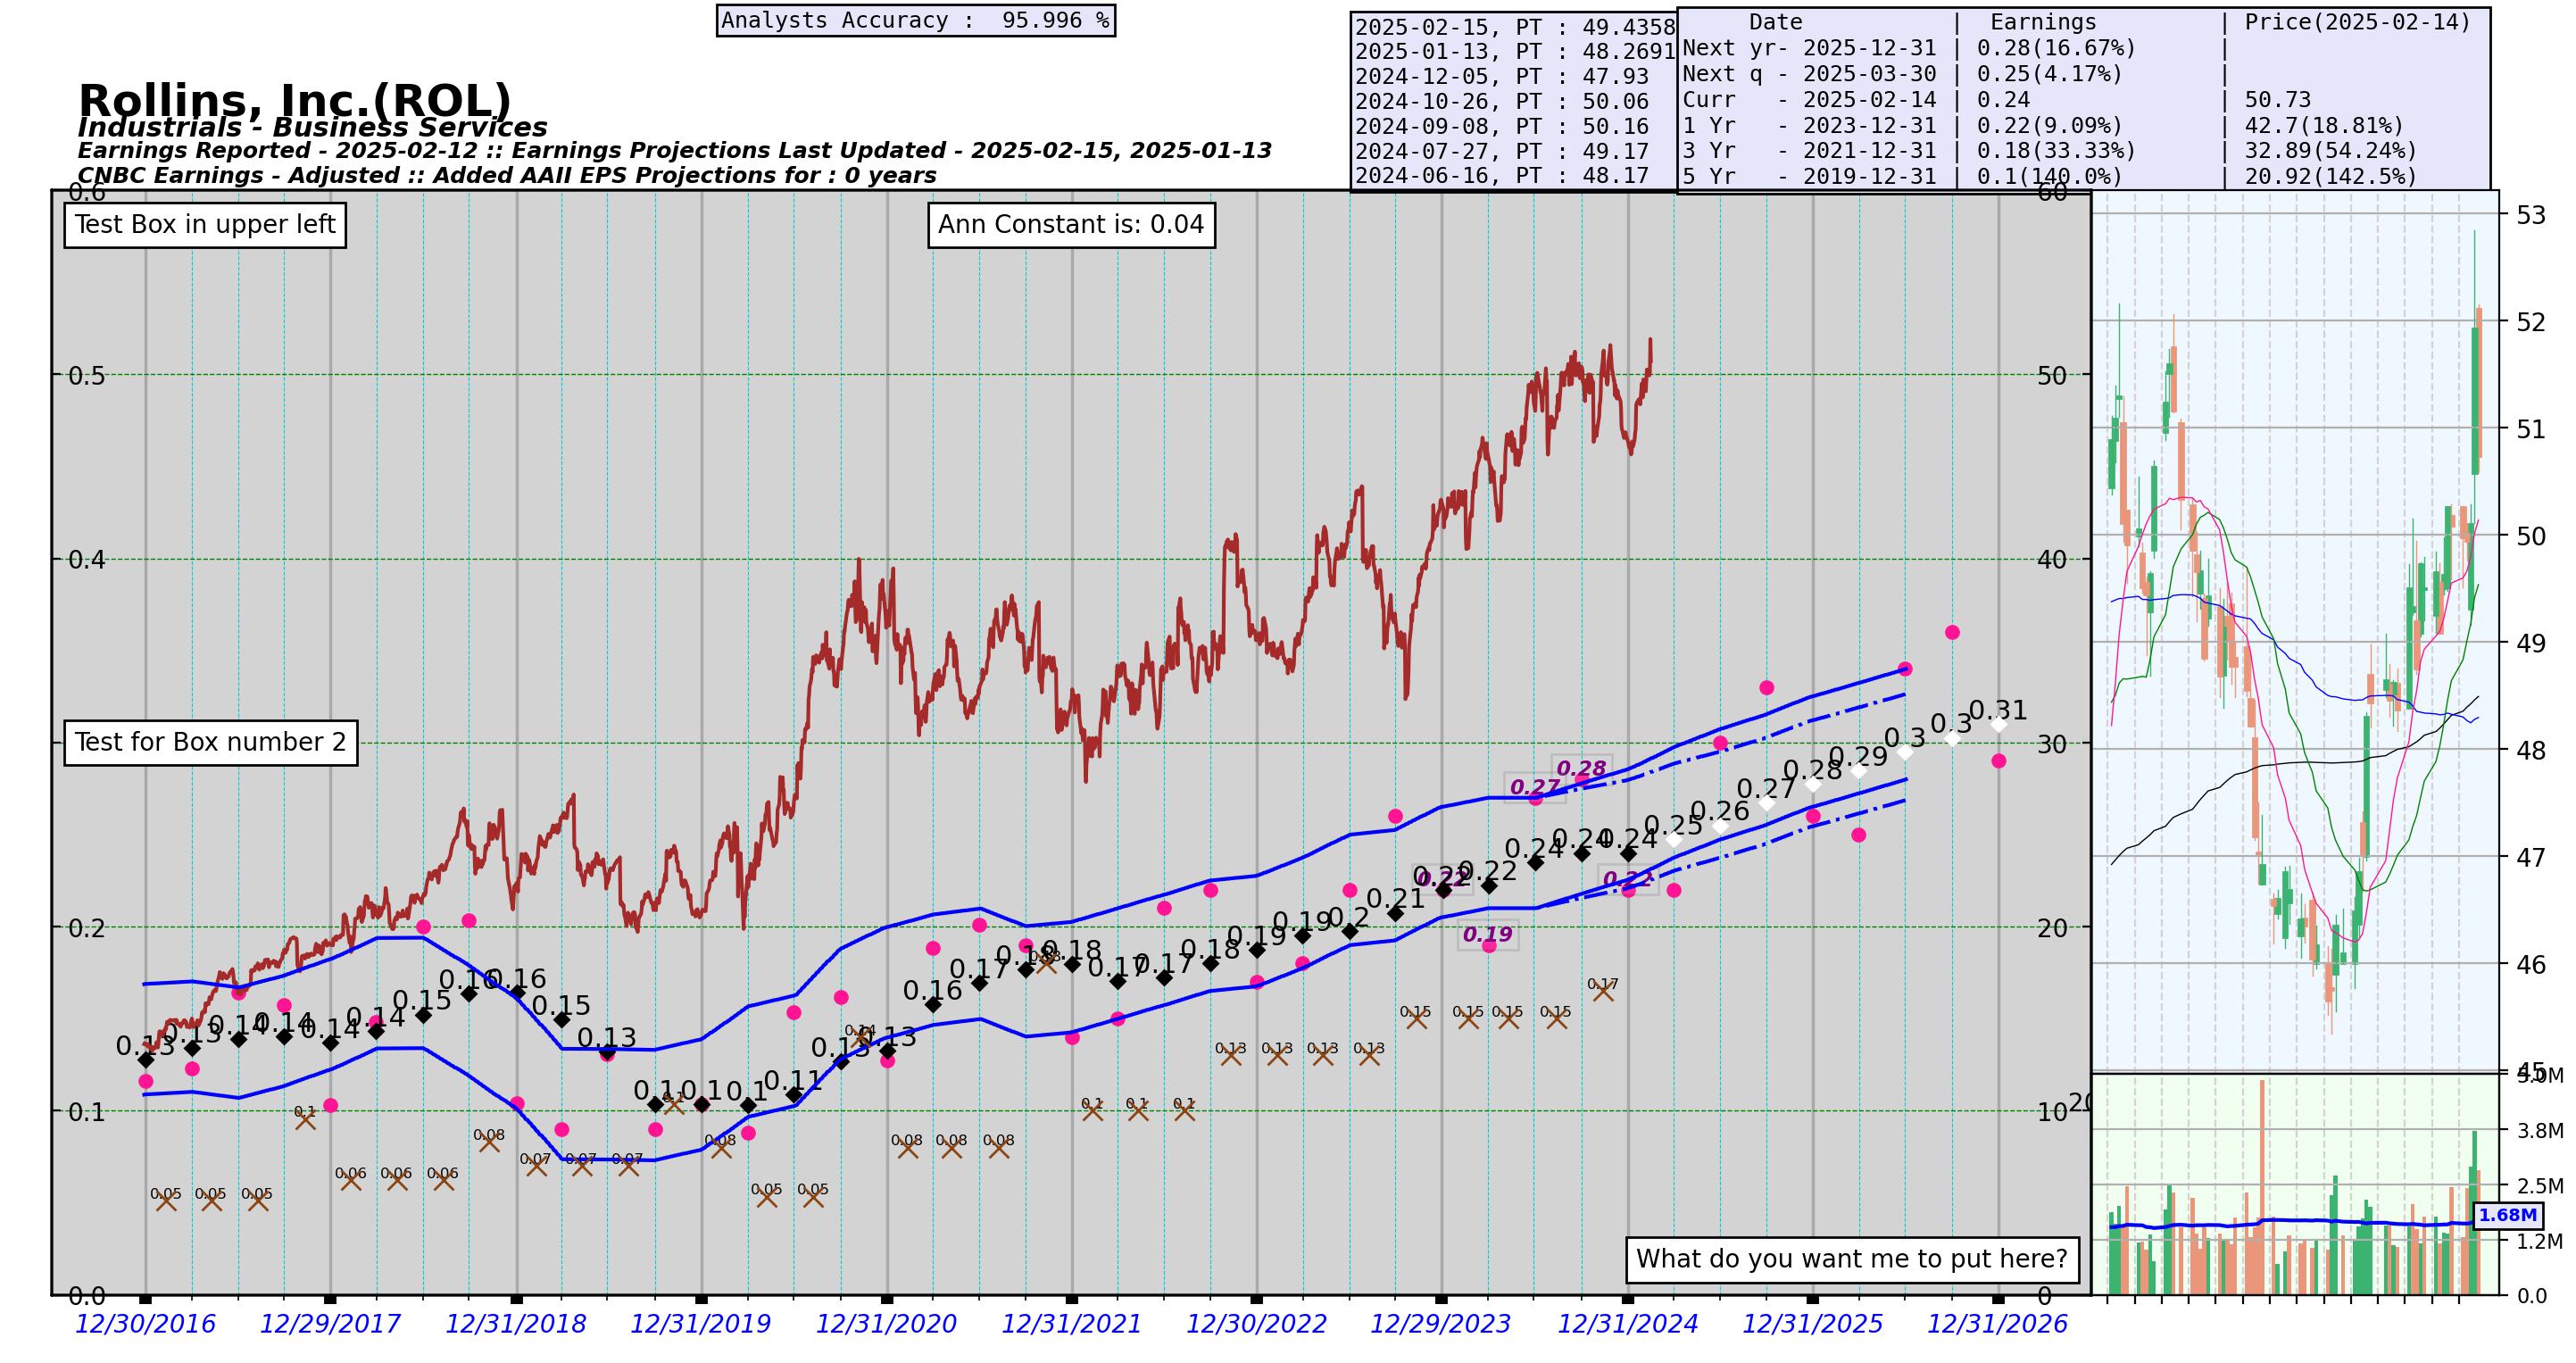 Analysts Accuracy :  95.996 %
2025-02-15, PT : 49.4358
2025-01-13, PT : 48.2691
2024-12-05, PT : 47.93
2024-10-26, PT : 50.06
2024-09-08, PT : 50.16
2024-07-27, PT : 49.17
2024-06-16, PT : 48.17
Date | Earnings | Price(2025-02-14)
Next yr- 2025-12-31 | 0.28(16.67%) |
Next q - 2025-03-30 | 0.25(4.17%) |
Curr - 2025-02-14 | 0.24 | 50.73
1 Yr - 2023-12-31 | 0.22(9.09%) | 42.7(18.81%)
3 Yr - 2021-12-31 | 0.18(33.33%) | 32.89(54.24%)
5 Yr - 2019-12-31 | 0.1(140.0%) | 20.92(142.5%)
Rollins, Inc.(ROL)
Industrials - Business Services
Earnings Reported - 2025-02-12 :: Earnings Projections Last Updated - 2025-02-15, 2025-01-13
CNBC Earnings - Adjusted :: Added AAII EPS Projections for : 0 years
Test Box in upper left
Ann Constant is: 0.04
Test for Box number 2
What do you want me to put here?
0.6
0.5
0.4
0.2
0.1
0.0
60
50
40
30
20
10
0
0.13 0.13 0.14 0.14 0.14 0.14 0.15 0.16 0.16 0.15 0.13 0.1 0.1 0.1 0.11 0.13 0.13 0.16 0.17 0.18 0.18 0.17 0.17 0.18 0.19 0.19 0.2 0.21 0.22 0.22 0.24 0.24 0.24 0.25 0.26 0.27 0.28 0.29 0.3 0.3 0.31
0.22 0.19 0.27 0.28 0.22
0.05 0.05 0.05 0.1 0.06 0.06 0.06 0.08 0.07 0.07 0.07 0.1 0.08 0.05 0.05 0.14 0.08 0.08 0.08 0.1 0.1 0.1 0.13 0.13 0.13 0.13 0.15 0.15 0.15 0.15 0.17
12/30/2016 12/29/2017 12/31/2018 12/31/2019 12/31/2020 12/31/2021 12/30/2022 12/29/2023 12/31/2024 12/31/2025 12/31/2026
53
52
51
50
49
48
47
46
45
5.0M
3.8M
2.5M
1.68M
1.2M
0.0